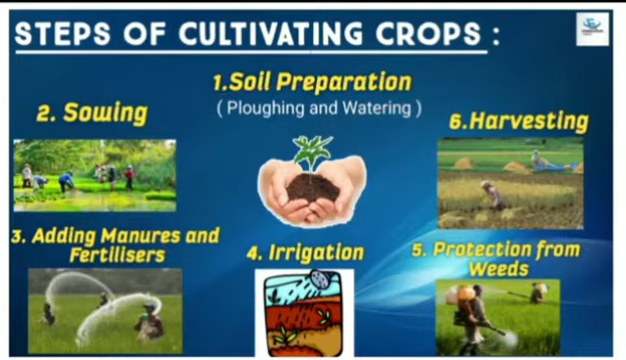 STEPS OF CULTIVATING CROPS :
1.Soil Preparation
( Ploughing and Watering )
2. Sowing
6.Harvesting
3. Adding Manures and
Fertilisers
4. Irrigation
5. Protection from
Weeds